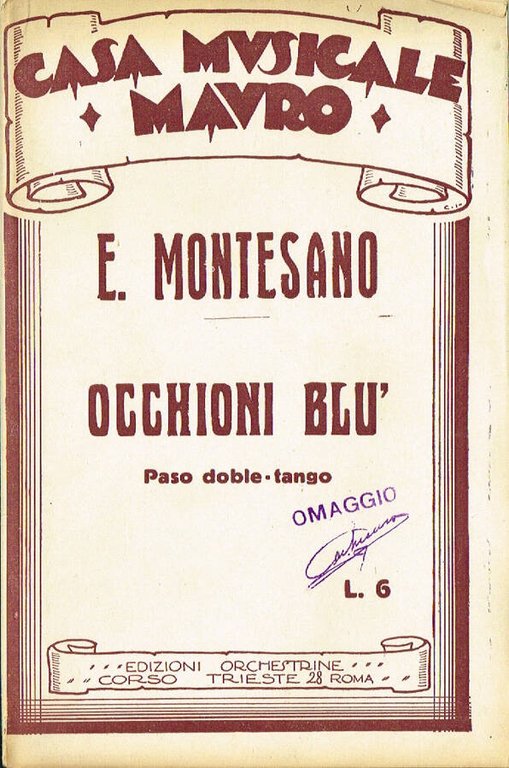 CASA MVSICALE
MAVRO
E. MONTESANO
OCCHIONI BLU'
Paso doble-tango
OMAGGIO
L. 6
EDIZIONI ORCHESTRINE
CORSO TRIESTE 28 ROMA